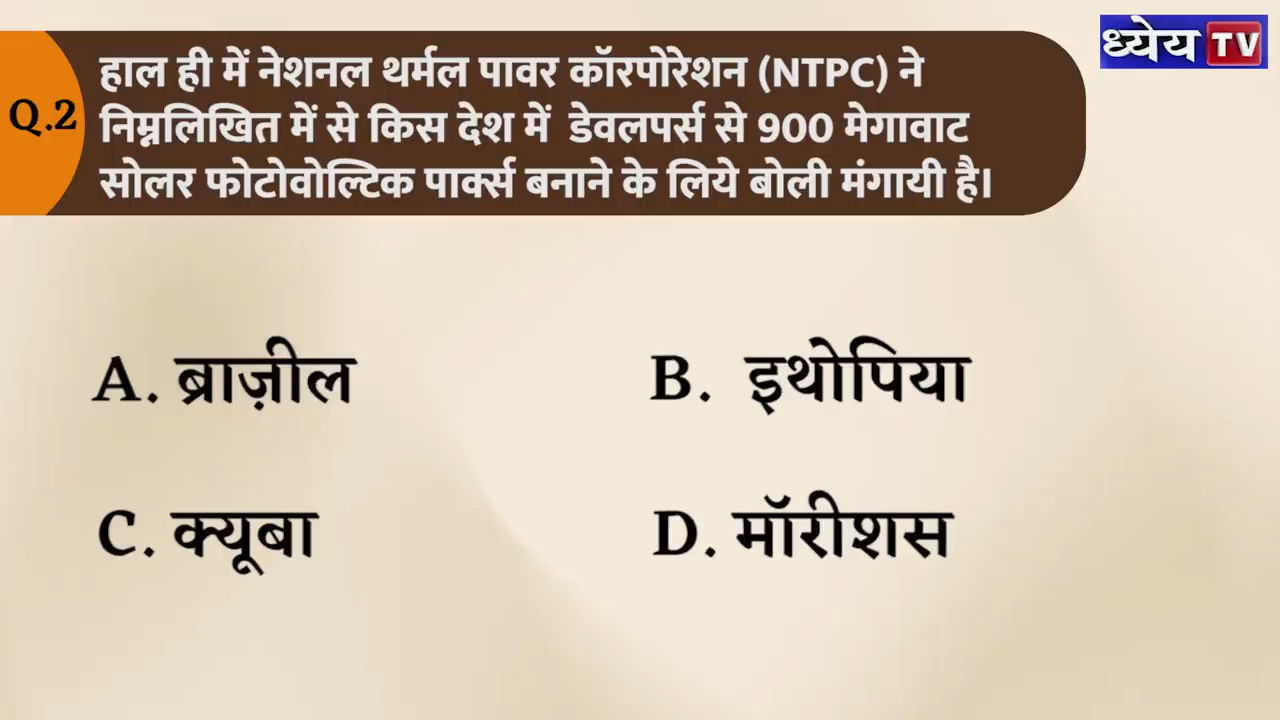 ध्येय TV
Q.2
हाल ही में नेशनल थर्मल पावर कॉरपोरेशन (NTPC) ने
निम्नलिखित में से किस देश में डेवलपर्स से 900 मेगावाट
सोलर फोटोवोल्टिक पार्क्स बनाने के लिये बोली मंगायी है।
A. ब्राज़ील
B. इथोपिया
C. क्यूबा
D. मॉरीशस